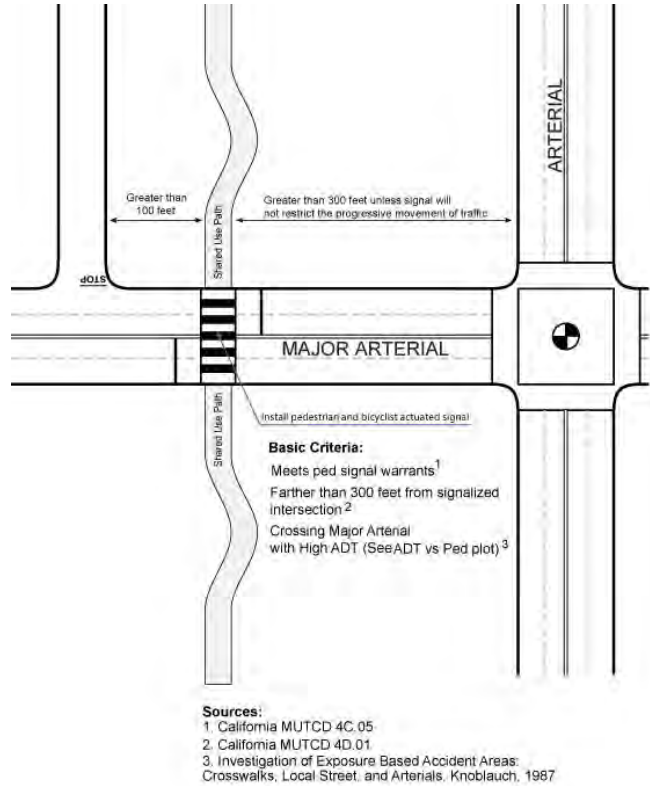 ARTERIAL
Greater than
100 feet
Greater than 300 feet unless signal will
not restrict the progressive movement of traffic
Shared Use Path
STOP
MAJOR ARTERIAL
Shared Use Path
Install pedestrian and bicyclist actuated signal
Basic Criteria:
Meets ped signal warrants 1
Farther than 300 feet from signalized
intersection 2
Crossing Major Arterial
with High ADT (See ADT vs Ped plot) 3
Sources:
1. California MUTCD 4C.05
2. California MUTCD 4D.01
3. Investigation of Exposure Based Accident Areas:
Crosswalks, Local Street, and Arterials, Knoblauch, 1987